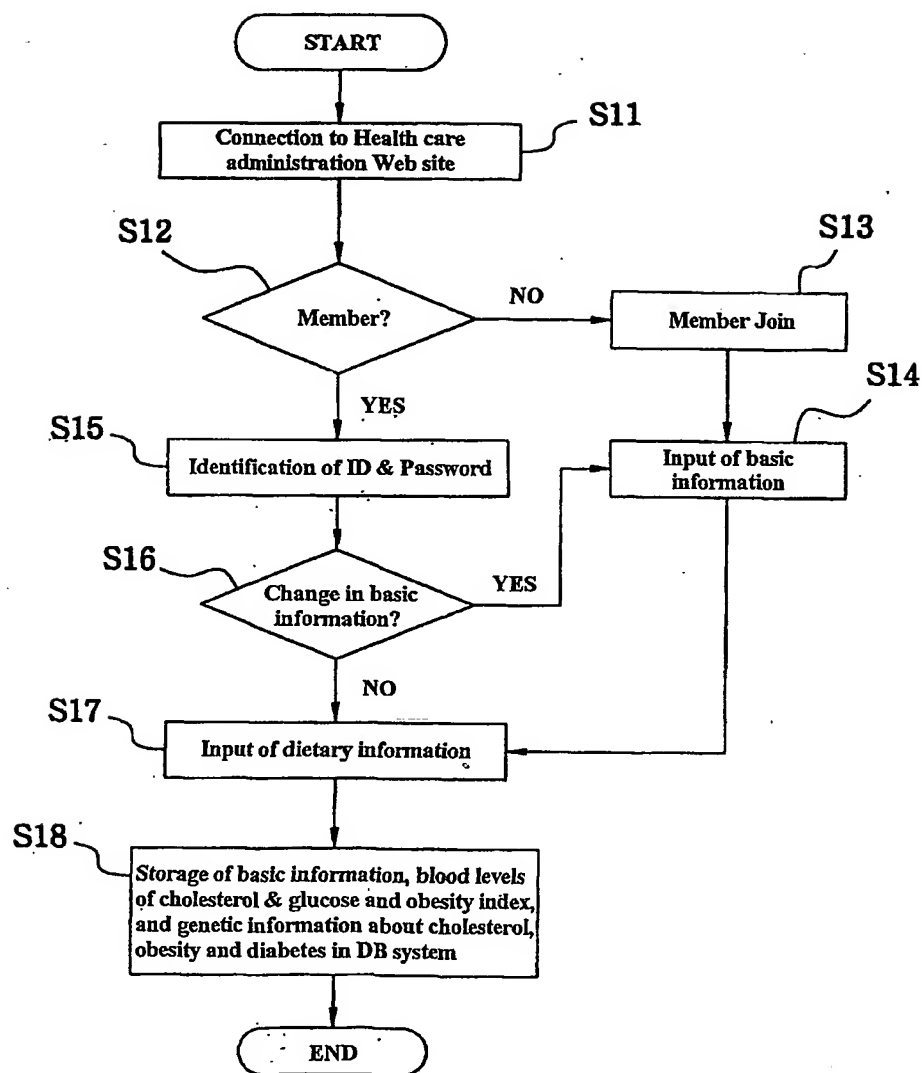 START
S11
Connection to Health care
administration Web site
S12
S13
Member?
NO
Member Join
YES
S14
S15
Identification of ID & Password
Input of basic
information
S16
Change in basic
information?
YES
NO
S17
Input of dietary information
S18
Storage of basic information, blood levels
of cholesterol & glucose and obesity index,
and genetic information about cholesterol,
obesity and diabetes in DB system
END